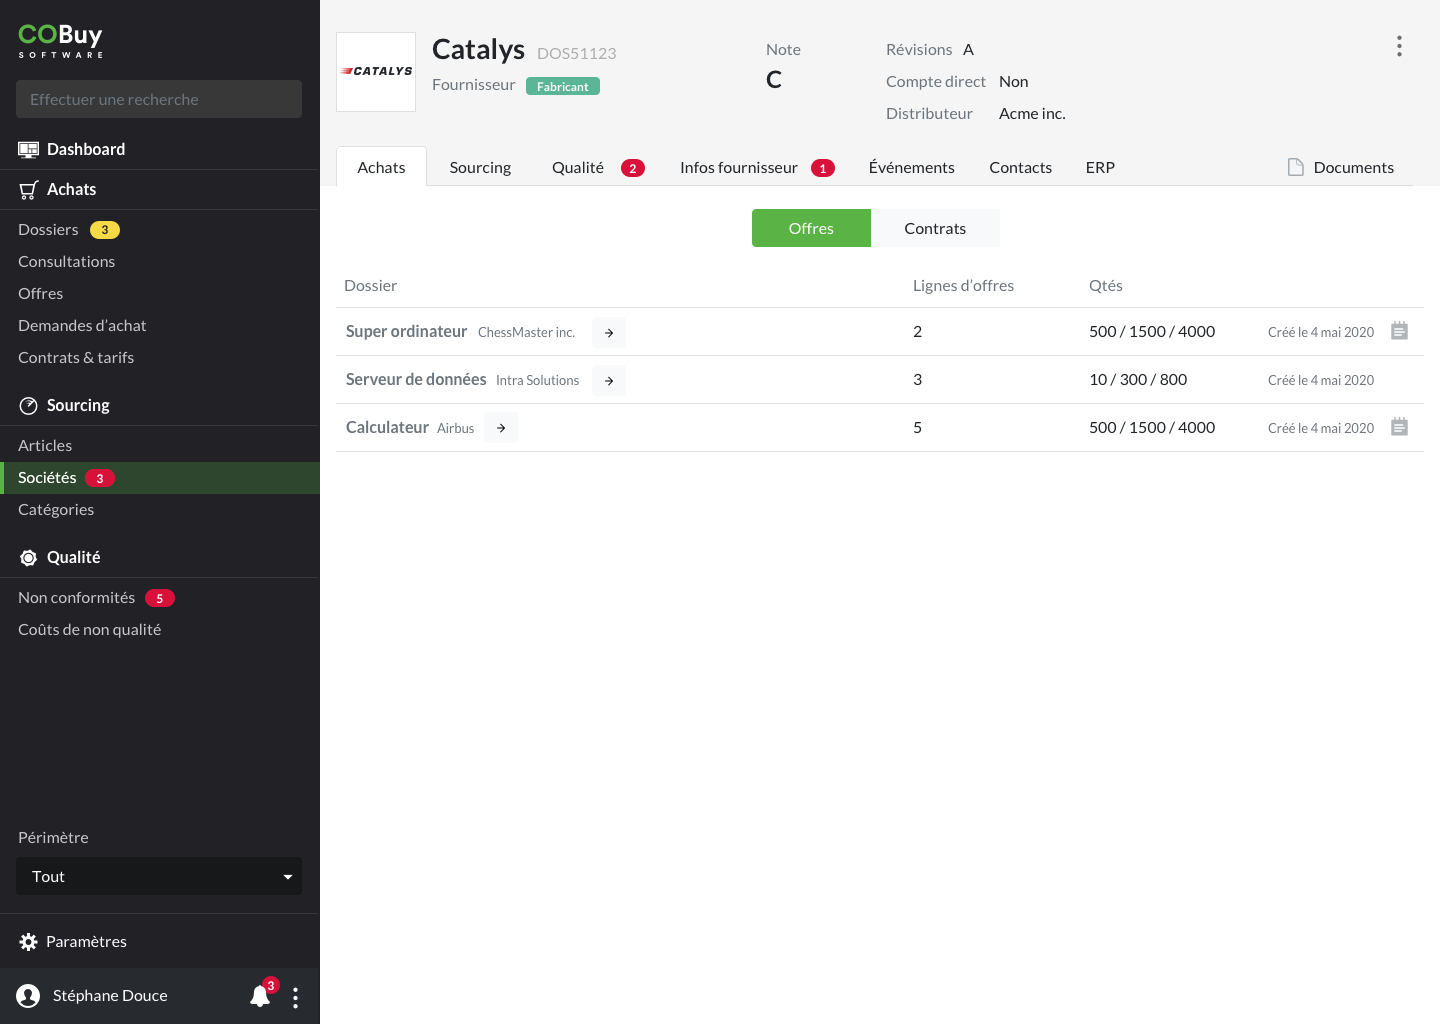 COBuy
SOFTWARE
Effectuer une recherche
Dashboard
Achats
Dossiers 3
Consultations
Offres
Demandes d’achat
Contrats & tarifs
Sourcing
Articles
Sociétés 3
Catégories
Qualité
Non conformités 5
Coûts de non qualité
Périmètre
Tout
Paramètres
Stéphane Douce 3
CATALYS
Catalys DOS51123
Fournisseur Fabricant
Note
C
Révisions A
Compte direct Non
Distributeur Acme inc.
Achats Sourcing Qualité 2 Infos fournisseur 1 Événements Contacts ERP Documents
Offres Contrats
Dossier Lignes d’offres Qtés
Super ordinateur ChessMaster inc. 2 500 / 1500 / 4000 Créé le 4 mai 2020
Serveur de données Intra Solutions 3 10 / 300 / 800 Créé le 4 mai 2020
Calculateur Airbus 5 500 / 1500 / 4000 Créé le 4 mai 2020